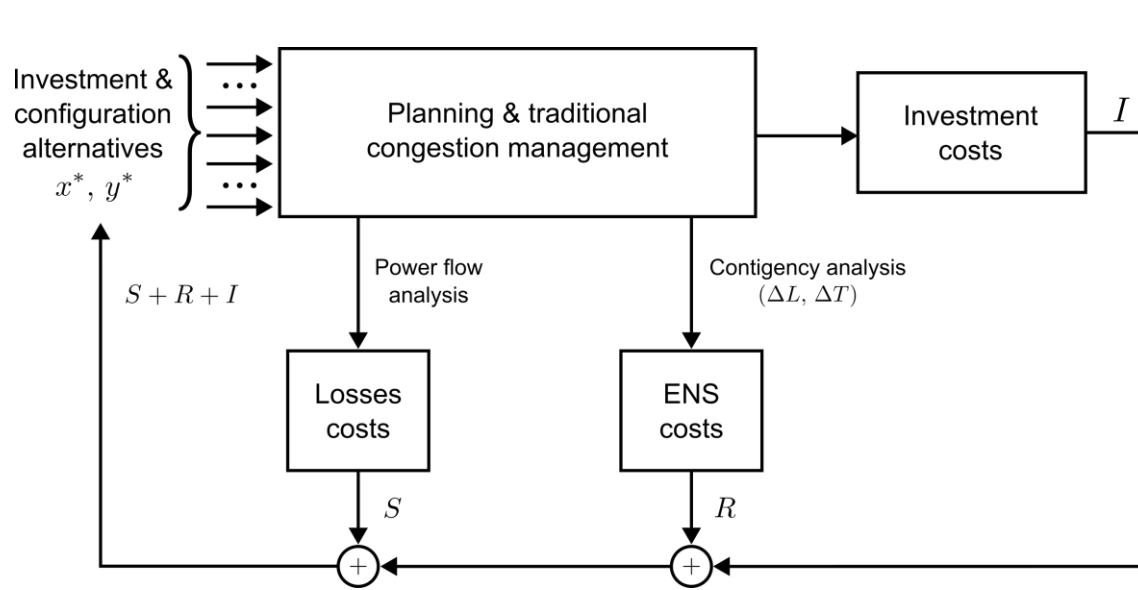 Investment &
configuration
alternatives
x*, y*
...
...
Planning & traditional
congestion management
Investment
costs
I
Power flow
analysis
Contigency analysis
(ΔL, ΔT)
S + R + I
Losses
costs
ENS
costs
S
R
+
+